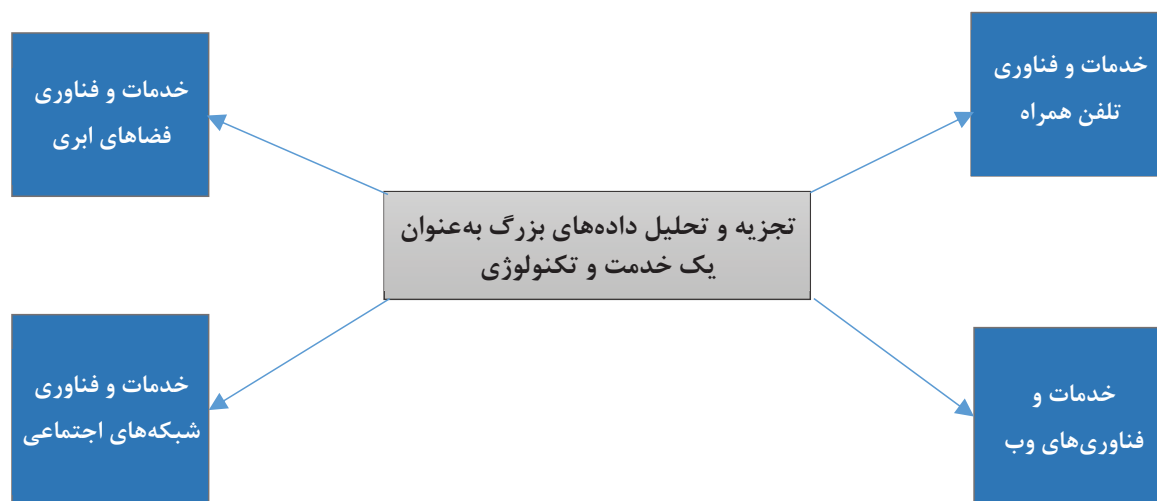 خدمات و فناوری
تلفن همراه
خدمات و فناوری
فضاهای ابری
تجزیه و تحلیل داده‌های بزرگ به‌عنوان
یک خدمت و تکنولوژی
خدمات و
فناوری‌های وب
خدمات و فناوری
شبکه‌های اجتماعی